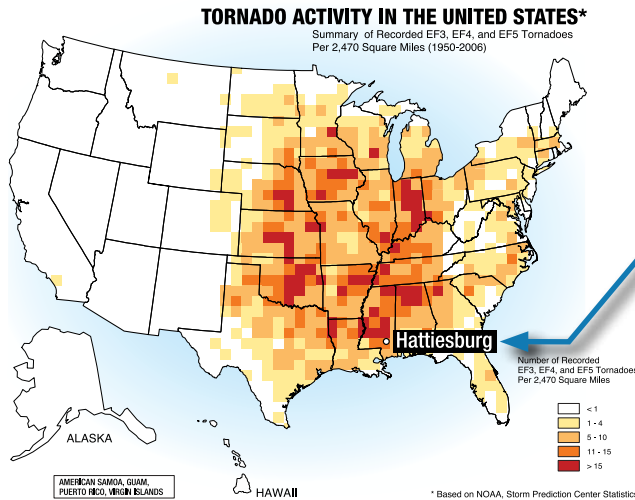 TORNADO ACTIVITY IN THE UNITED STATES*
Summary of Recorded EF3, EF4, and EF5 Tornadoes
Per 2,470 Square Miles (1950-2006)
Hattiesburg
Number of Recorded
EF3, EF4, and EF5 Tornadoes
Per 2,470 Square Miles
< 1
1 - 4
5 - 10
11 - 15
> 15
ALASKA
HAWAII
AMERICAN SAMOA, GUAM,
PUERTO RICO, VIRGIN ISLANDS
* Based on NOAA, Storm Prediction Center Statistics